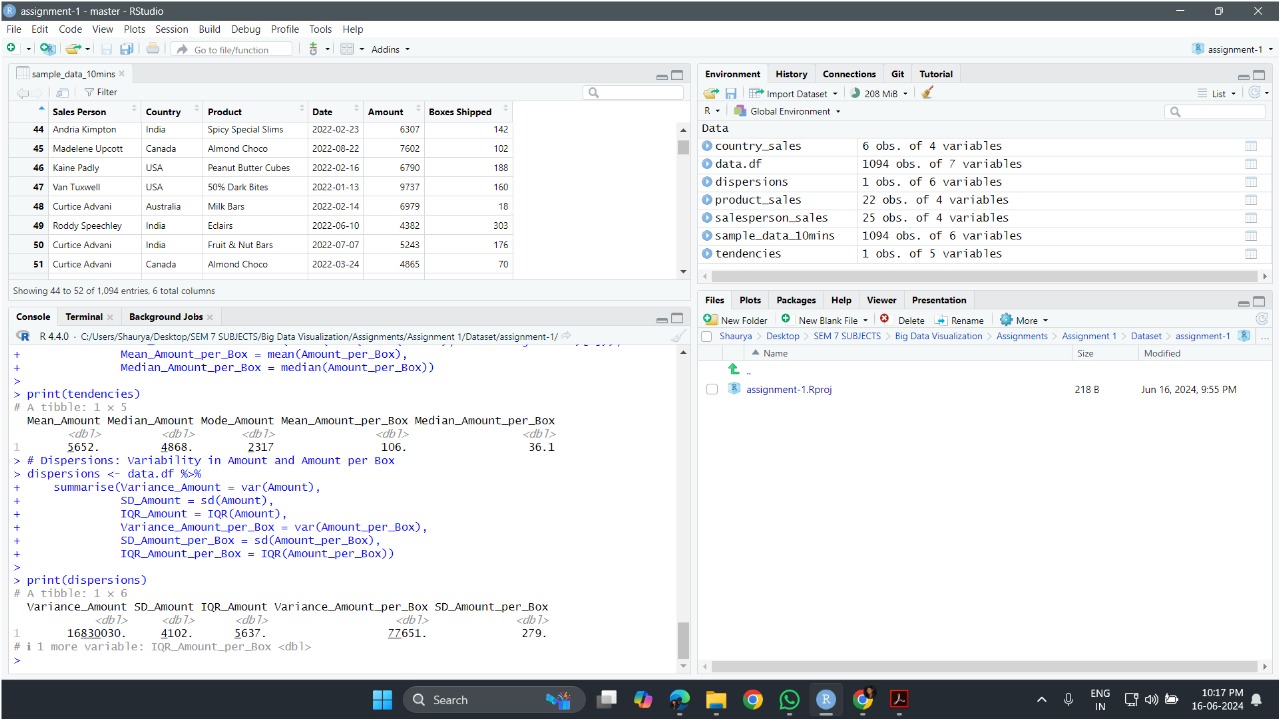 assignment-1 - master - RStudio
File Edit Code View Plots Session Build Debug Profile Tools Help
Go to file/function Addins assignment-1
sample_data_10mins
Filter
Sales Person Country Product Date Amount Boxes Shipped
44 Andria Kimpton India Spicy Special Slims 2022-02-23 6307 142
45 Madelene Upcott Canada Almond Choco 2022-08-22 7602 102
46 Kaine Padly USA Peanut Butter Cubes 2022-02-16 6790 188
47 Van Tuxwell USA 50% Dark Bites 2022-01-13 9737 160
48 Curtice Advani Australia Milk Bars 2022-02-14 6979 18
49 Roddy Speechley India Eclairs 2022-06-10 4382 303
50 Curtice Advani India Fruit & Nut Bars 2022-07-07 5243 176
51 Curtice Advani Canada Almond Choco 2022-03-24 4865 70
Showing 44 to 52 of 1,094 entries, 6 total columns
Console Terminal Background Jobs
R 4.4.0 · C:/Users/Shaurya/Desktop/SEM 7 SUBJECTS/Big Data Visualization/Assignments/Assignment 1/Dataset/assignment-1/
+ Mean_Amount_per_Box = mean(Amount_per_Box),
+ Median_Amount_per_Box = median(Amount_per_Box))
>
> print(tendencies)
# A tibble: 1 × 5
Mean_Amount Median_Amount Mode_Amount Mean_Amount_per_Box Median_Amount_per_Box
<dbl> <dbl> <dbl> <dbl> <dbl>
1 5652. 4868. 2317 106. 36.1
> # Dispersions: Variability in Amount and Amount per Box
> dispersions <- data.df %>%
+ summarise(Variance_Amount = var(Amount),
+ SD_Amount = sd(Amount),
+ IQR_Amount = IQR(Amount),
+ Variance_Amount_per_Box = var(Amount_per_Box),
+ SD_Amount_per_Box = sd(Amount_per_Box),
+ IQR_Amount_per_Box = IQR(Amount_per_Box))
>
> print(dispersions)
# A tibble: 1 × 6
Variance_Amount SD_Amount IQR_Amount Variance_Amount_per_Box SD_Amount_per_Box
<dbl> <dbl> <dbl> <dbl> <dbl>
1 16830030. 4102. 5637. 77651. 279.
# ℹ 1 more variable: IQR_Amount_per_Box <dbl>
>
Environment History Connections Git Tutorial
Import Dataset 208 MiB List
R Global Environment
Data
country_sales 6 obs. of 4 variables
data.df 1094 obs. of 7 variables
dispersions 1 obs. of 6 variables
product_sales 22 obs. of 4 variables
salesperson_sales 25 obs. of 4 variables
sample_data_10mins 1094 obs. of 6 variables
tendencies 1 obs. of 5 variables
Files Plots Packages Help Viewer Presentation
New Folder New Blank File Delete Rename More
Shaurya Desktop SEM 7 SUBJECTS Big Data Visualization Assignments Assignment 1 Dataset assignment-1 ...
Name Size Modified
..
assignment-1.Rproj 218 B Jun 16, 2024, 9:55 PM
Search
ENG
IN
10:17 PM
16-06-2024